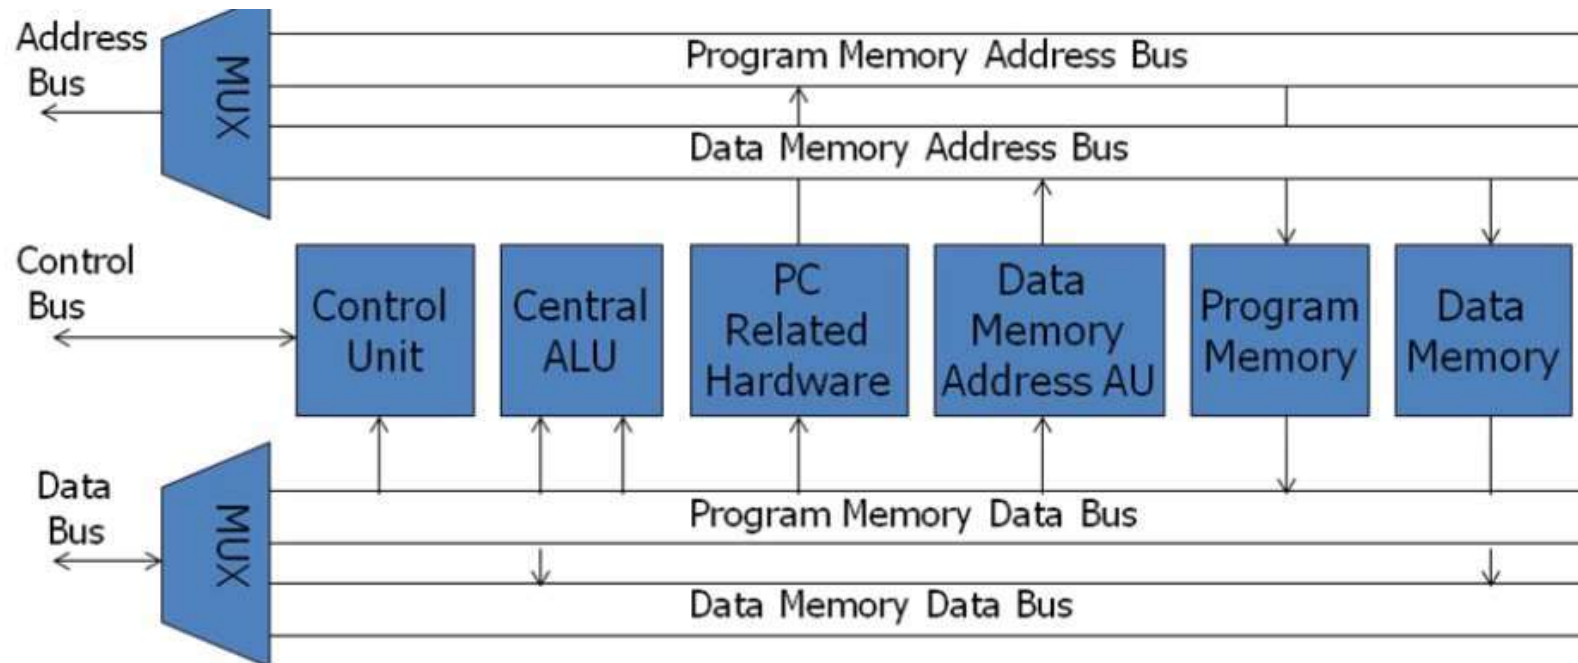 Address
Bus
MUX
Program Memory Address Bus
Data Memory Address Bus
Control
Bus
Control
Unit
Central
ALU
PC
Related
Hardware
Data
Memory
Address AU
Program
Memory
Data
Memory
Data
Bus
MUX
Program Memory Data Bus
Data Memory Data Bus